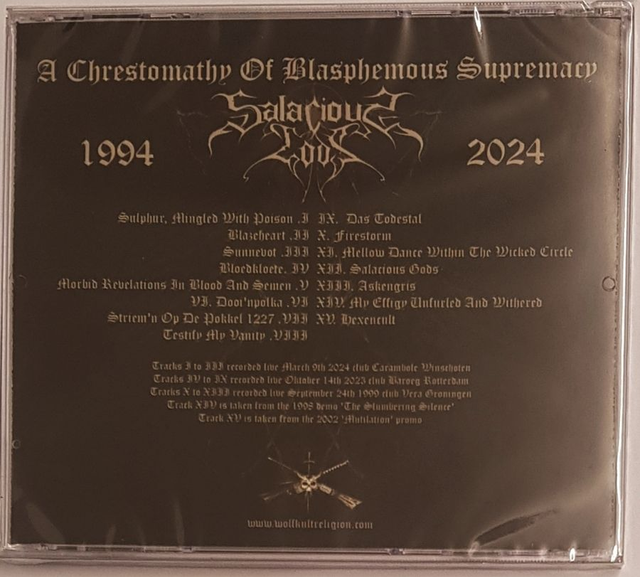 A Chrestomathy Of Blasphemous Supremacy
Salacious
Gods
1994
2024
Sulphur, Mingled With Poison .I
Blazeheart .II
Sunnevot .III
Bloedkloete. IV
Morbid Revelations In Blood And Semen .V
VI. Dooi'npolka .VI
Striem'n Op De Pokkel 1227 .VII
Testify My Vanity .VIII
IX. Das Todestal
X. Firestorm
XI. Mellow Dance Within The Wicked Circle
XII. Salacious Gods
XIII. Askengris
XIV. My Effigy Unfurled And Withered
XV. Hexencult
Tracks I to III recorded live March 9th 2024 club Carambole Winschoten
Tracks IV to IX recorded live Oktober 14th 2023 club Baroeg Rotterdam
Tracks X to XIII recorded live September 24th 1999 club Vera Groningen
Track XIV is taken from the 1998 demo 'The Slumbering Silence'
Track XV is taken from the 2002 'Mutilation' promo
www.wolfkultreligion.com